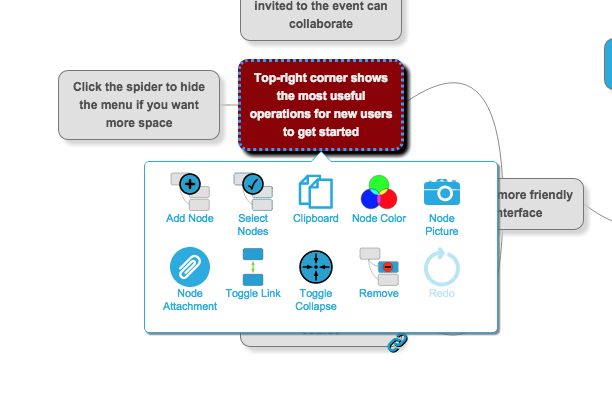 invited to the event can
collaborate
Click the spider to hide
the menu if you want
more space
Top-right corner shows
the most useful
operations for new users
to get started
more friendly
nterface
Add Node
Select
Nodes
Clipboard
Node Color
Node
Picture
Node
Attachment
Toggle Link
Toggle
Collapse
Remove
Redo